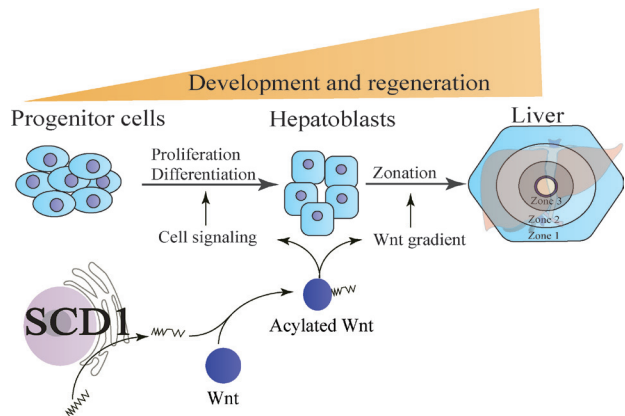 Development and regeneration
Progenitor cells
Hepatoblasts
Liver
Proliferation
Differentiation
Zonation
Zone 3
Zone 2
Zone 1
Cell signaling
Wnt gradient
SCD1
Acylated Wnt
Wnt